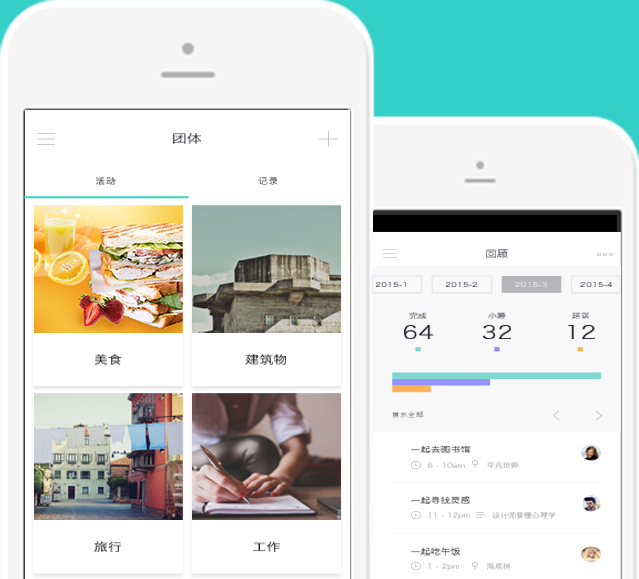 团体
活动
记录
美食
建筑物
旅行
工作
回顾
2015-1
2015-2
2015-3
2015-4
完成
小睡
延误
64
32
12
展示全部
一起去图书馆
8 - 10am
平凡世界
一起寻找灵感
11 - 12pm
设计师要懂心理学
一起吃午饭
1 - 2pm
海底捞